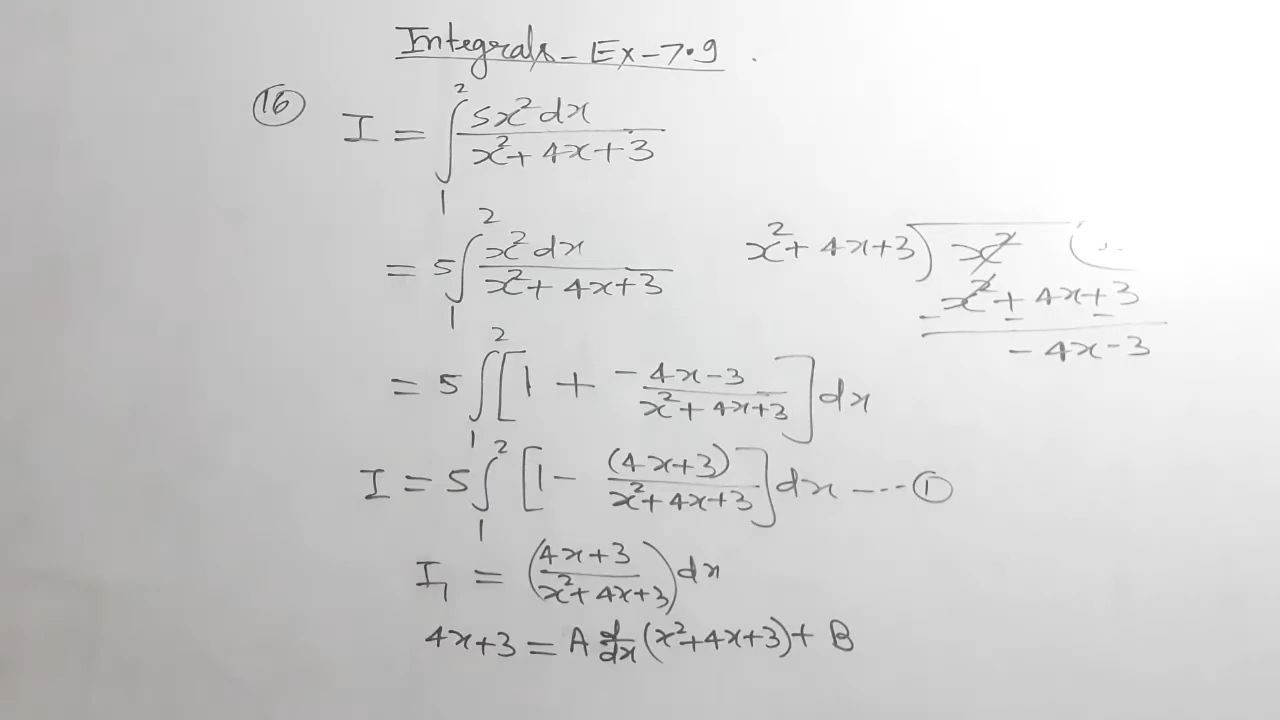 Integrals - Ex - 7.9 .
(16) I = ∫₁² 5x² dx / (x² + 4x + 3)
= 5 ∫₁² x² dx / (x² + 4x + 3)
x² + 4x + 3 ) x² (
x² + 4x + 3
- - -
- 4x - 3
= 5 ∫₁² [1 + (-4x - 3) / (x² + 4x + 3)] dx
I = 5 ∫₁² [1 - (4x + 3) / (x² + 4x + 3)] dx --- ①
I₁ = ((4x + 3) / (x² + 4x + 3)) dx
4x + 3 = A d/dx (x² + 4x + 3) + B